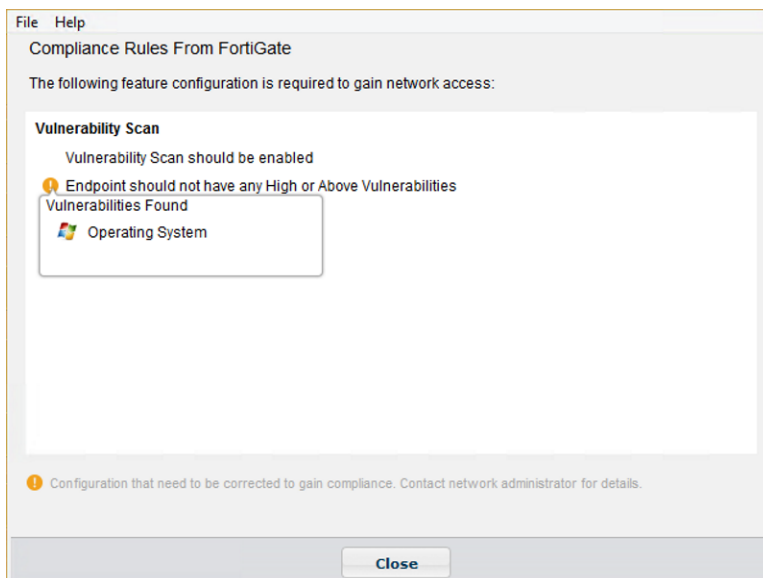 File Help
Compliance Rules From FortiGate
The following feature configuration is required to gain network access:
Vulnerability Scan
Vulnerability Scan should be enabled
Endpoint should not have any High or Above Vulnerabilities
Vulnerabilities Found
Operating System
Configuration that need to be corrected to gain compliance. Contact network administrator for details.
Close